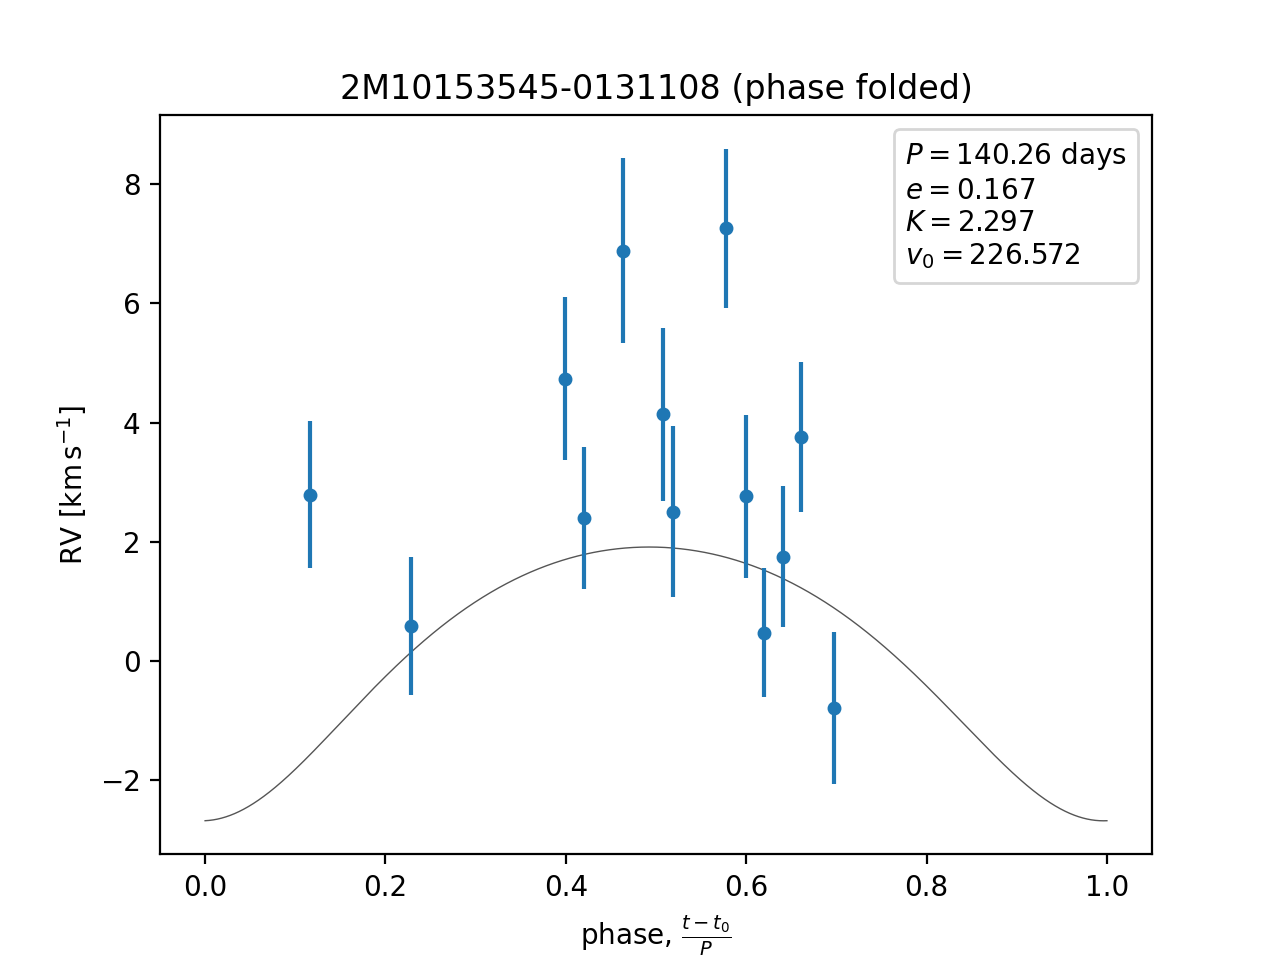 2M10153545-0131108 (phase folded)
P = 140.26 days
e = 0.167
K = 2.297
v₀ = 226.572
RV [km s⁻¹]
8
6
4
2
0
−2
0.0 0.2 0.4 0.6 0.8 1.0
phase, (t − t₀)/P